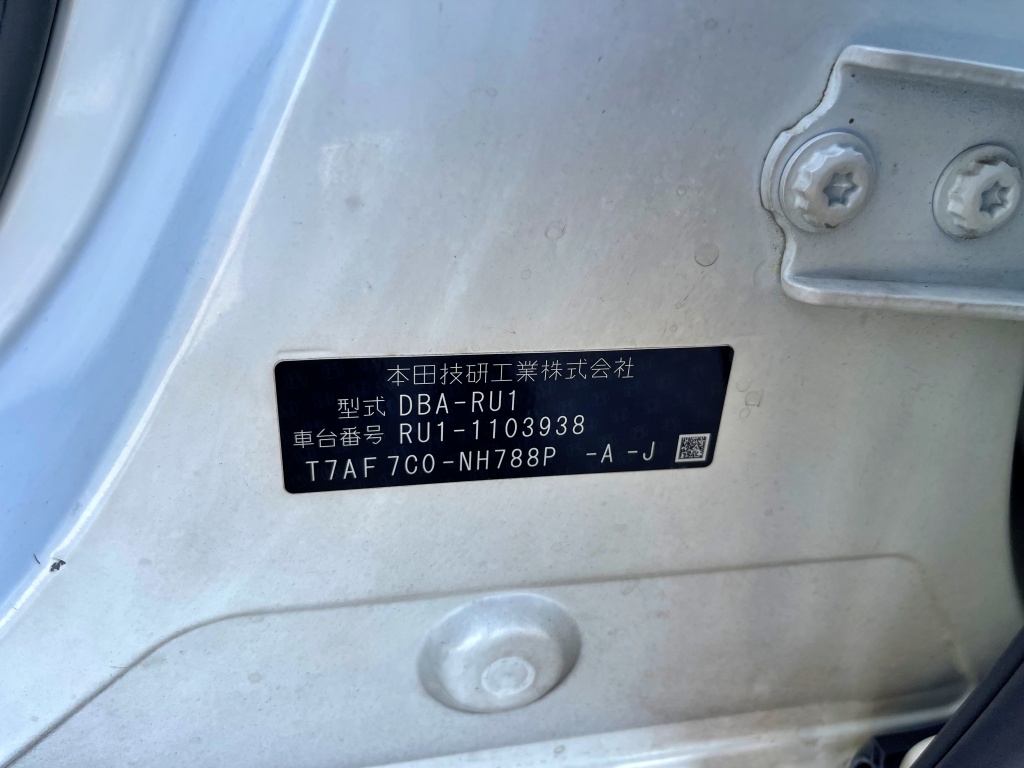 本田技研工業株式会社
型式 DBA-RU1
車台番号 RU1-1103938
T7AF 7C0-NH788P -A -J